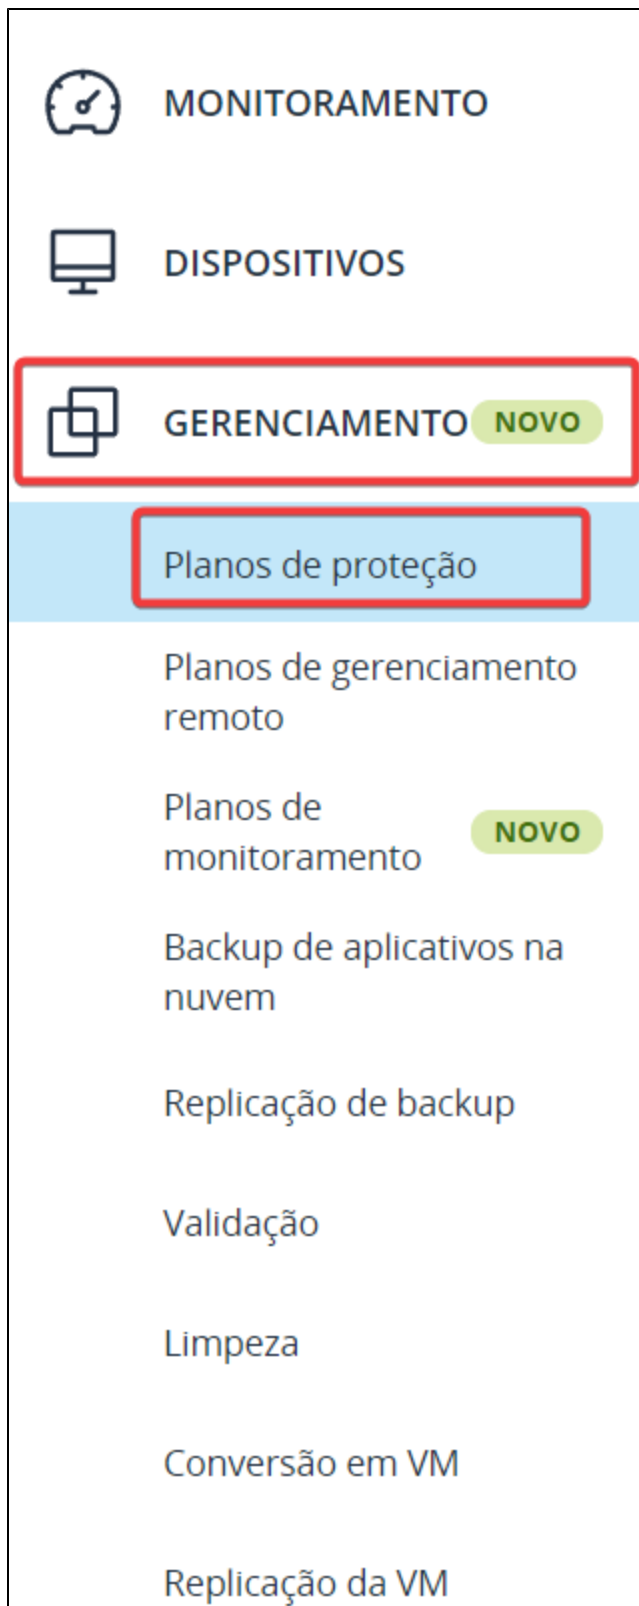 MONITORAMENTO
DISPOSITIVOS
GERENCIAMENTO NOVO
Planos de proteção
Planos de gerenciamento
remoto
Planos de
monitoramento
NOVO
Backup de aplicativos na
nuvem
Replicação de backup
Validação
Limpeza
Conversão em VM
Replicação da VM